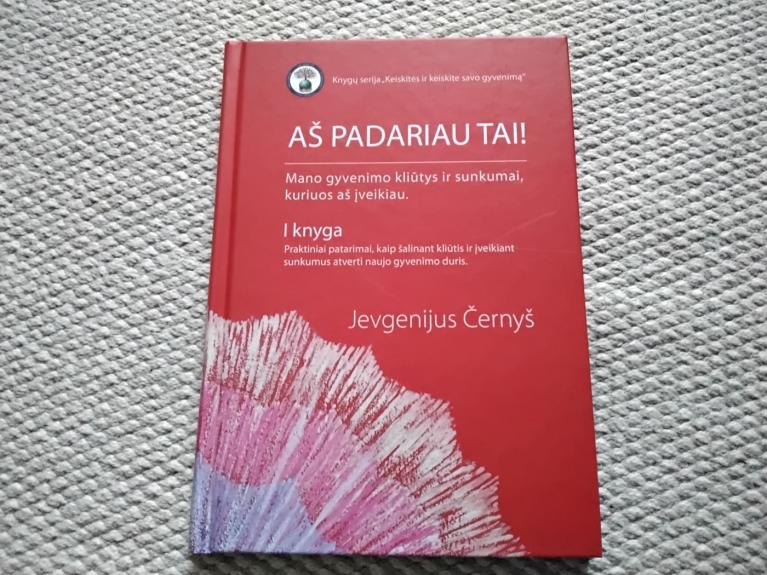 Knygų serija „Keiskitės ir keiskite savo gyvenimą"
AŠ PADARIAU TAI!
Mano gyvenimo kliūtys ir sunkumai,
kuriuos aš įveikiau.
I knyga
Praktiniai patarimai, kaip šalinant kliūtis ir įveikiant
sunkumus atverti naujo gyvenimo duris.
Jevgenijus Černyš